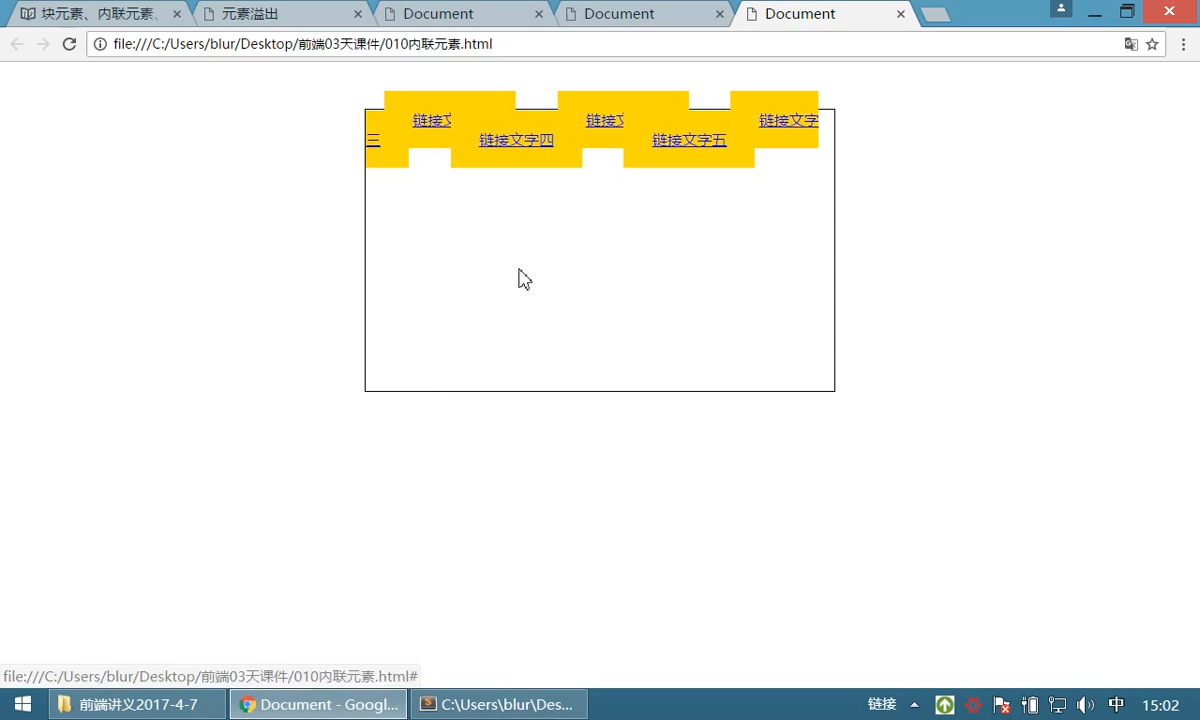 块元素、内联元素、
元素溢出
Document
Document
Document
file:///C:/Users/blur/Desktop/前端03天课件/010内联元素.html
链接文
链接文
链接文字
三
链接文字四
链接文字五
file:///C:/Users/blur/Desktop/前端03天课件/010内联元素.html#
前端讲义2017-4-7
Document - Googl...
C:\Users\blur\Des...
链接
中
15:02